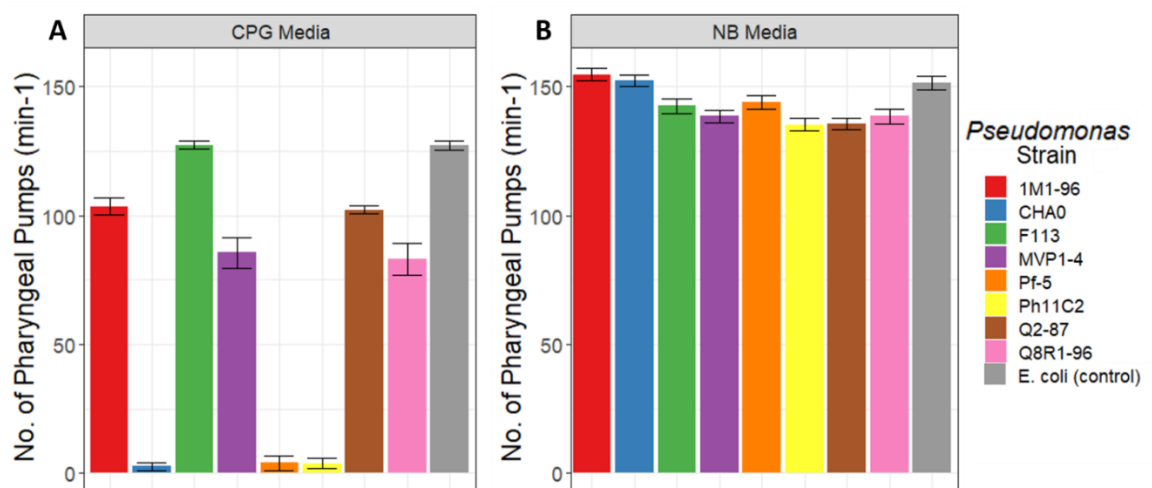 A
CPG Media
No. of Pharyngeal Pumps (min-1)
150
100
50
0
B
NB Media
No. of Pharyngeal Pumps (min-1)
150
100
50
0
Pseudomonas
Strain
1M1-96
CHA0
F113
MVP1-4
Pf-5
Ph11C2
Q2-87
Q8R1-96
E. coli (control)